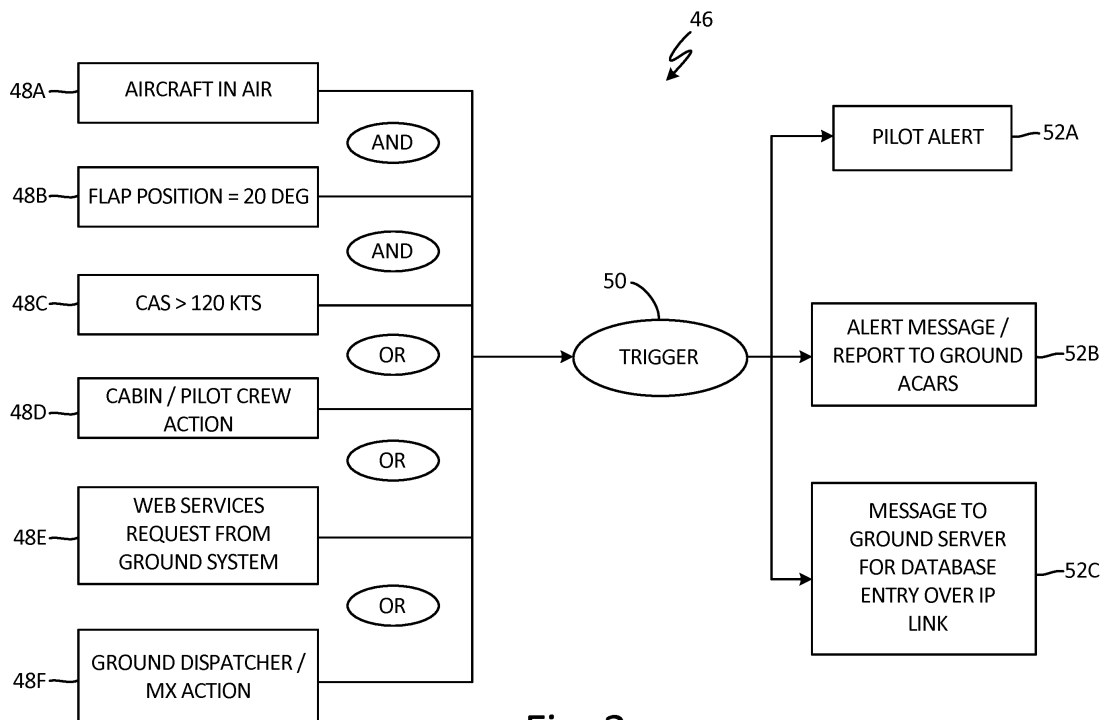 46
48A
AIRCRAFT IN AIR
AND
48B
FLAP POSITION = 20 DEG
AND
48C
CAS > 120 KTS
OR
48D
CABIN / PILOT CREW
ACTION
OR
48E
WEB SERVICES
REQUEST FROM
GROUND SYSTEM
OR
48F
GROUND DISPATCHER /
MX ACTION
50
TRIGGER
PILOT ALERT
52A
ALERT MESSAGE /
REPORT TO GROUND
ACARS
52B
MESSAGE TO
GROUND SERVER
FOR DATABASE
ENTRY OVER IP
LINK
52C